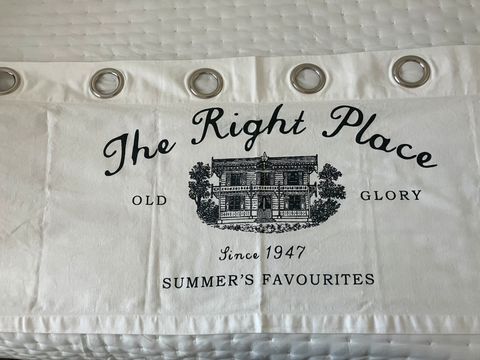 The Right Place
OLD GLORY
Since 1947
SUMMER'S FAVOURITES